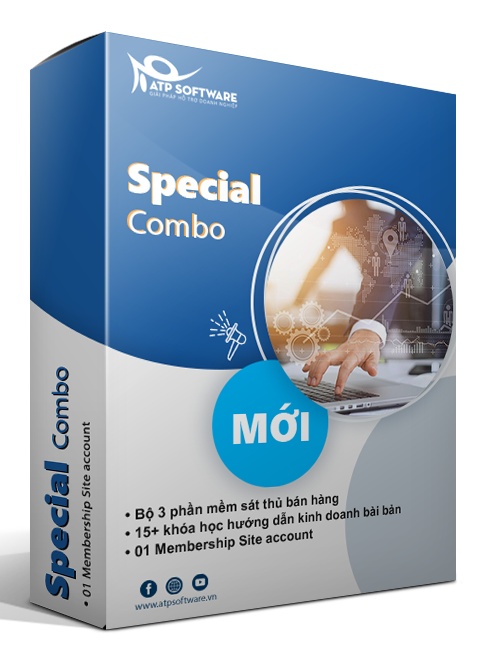 ATP SOFTWARE
GIẢI PHÁP HỖ TRỢ DOANH NGHIỆP
Special
Combo
MỚI
• Bộ 3 phần mềm sát thủ bán hàng
• 15+ khóa học hướng dẫn kinh doanh bài bản
• 01 Membership Site account
www.atpsoftware.vn
Special Combo
• 01 Membership Site account